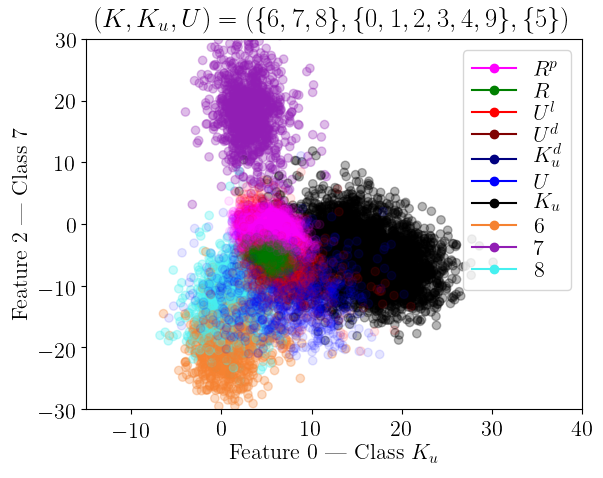 (K, K_u, U) = ({6, 7, 8}, {0, 1, 2, 3, 4, 9}, {5})
30
20
10
0
−10
−20
−30
Feature 2 — Class 7
R^p
R
U^l
U^d
K_u^d
U
K_u
6
7
8
−10
0
10
20
30
40
Feature 0 — Class K_u